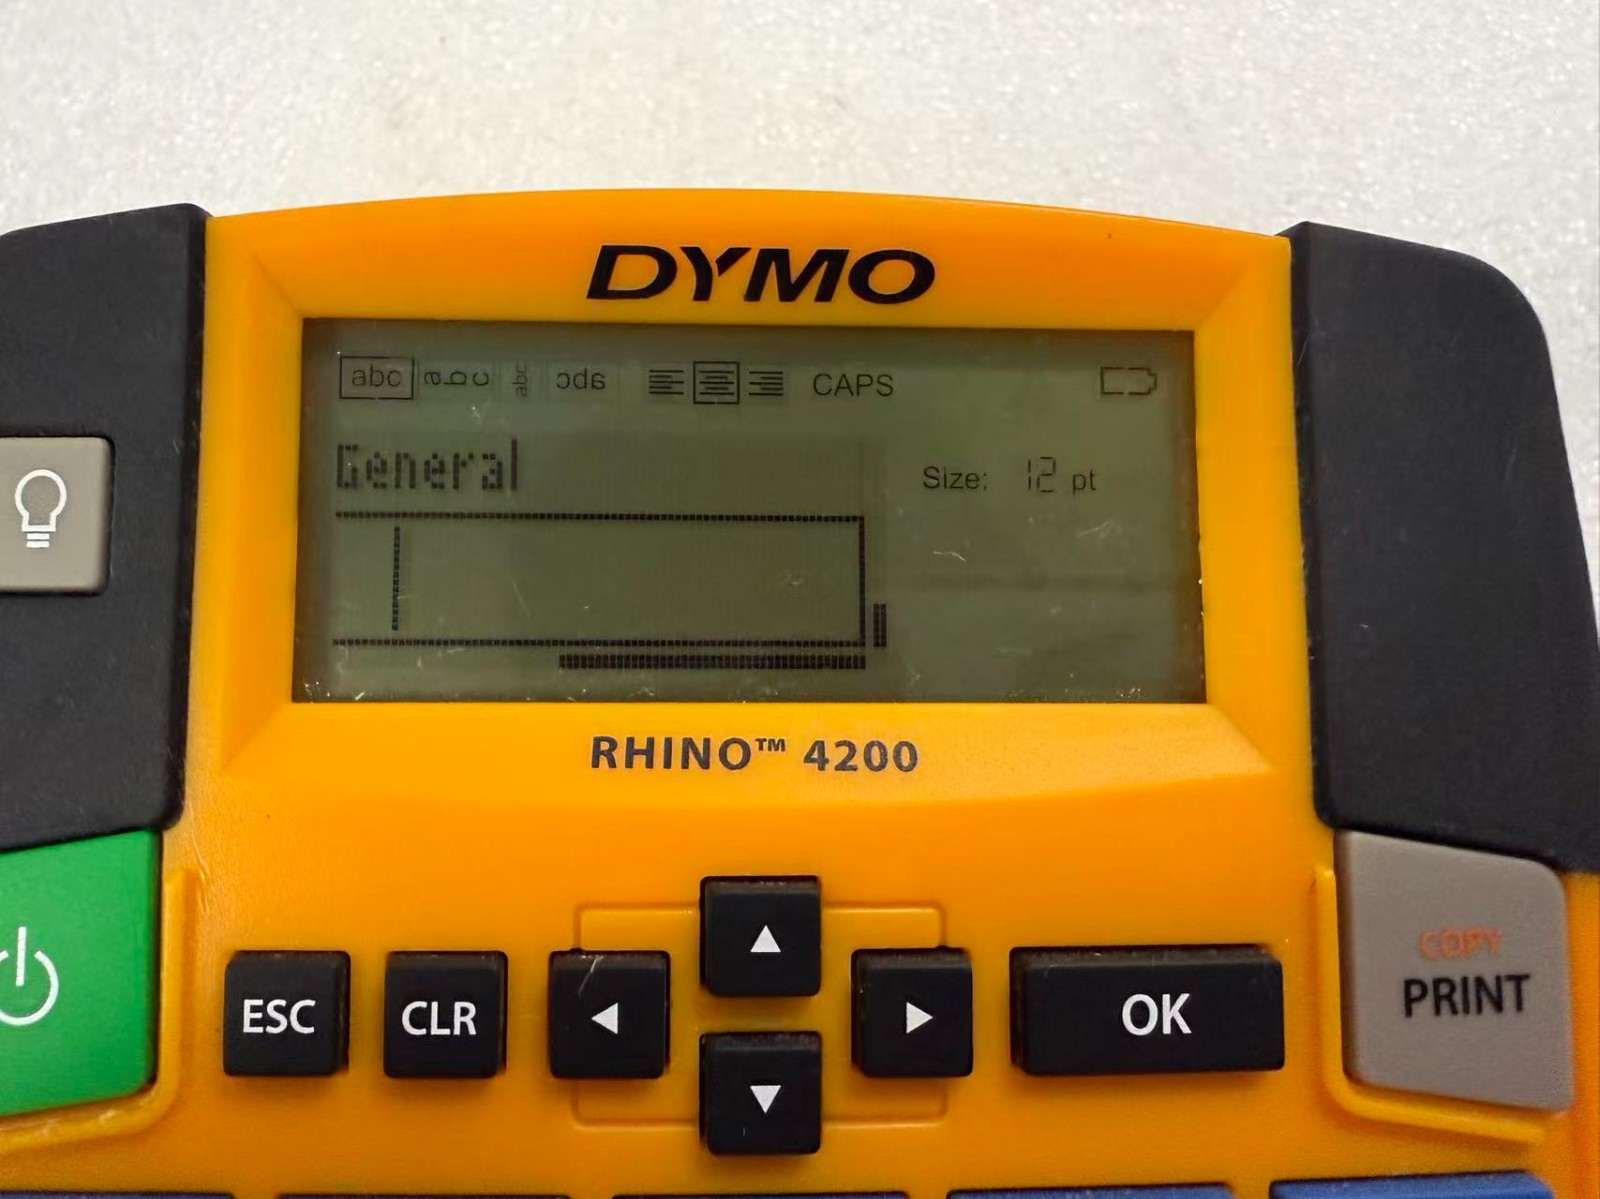 DYMO
abc abc abc abc CAPS
General
Size: 12 pt
RHINO™ 4200
ESC CLR OK
COPY
PRINT